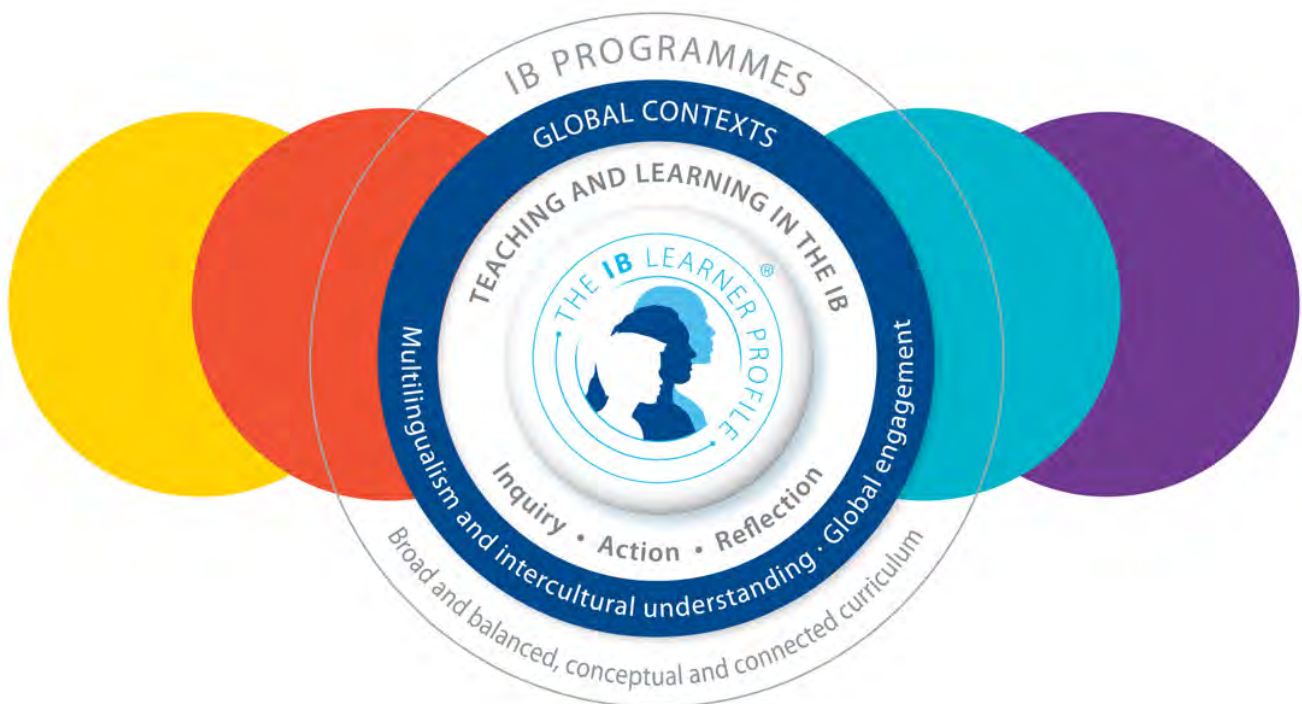 IB PROGRAMMES
GLOBAL CONTEXTS
TEACHING AND LEARNING IN THE IB
THE IB LEARNER PROFILE
®
Inquiry • Action • Reflection
Multilingualism and intercultural understanding · Global engagement
Broad and balanced, conceptual and connected curriculum